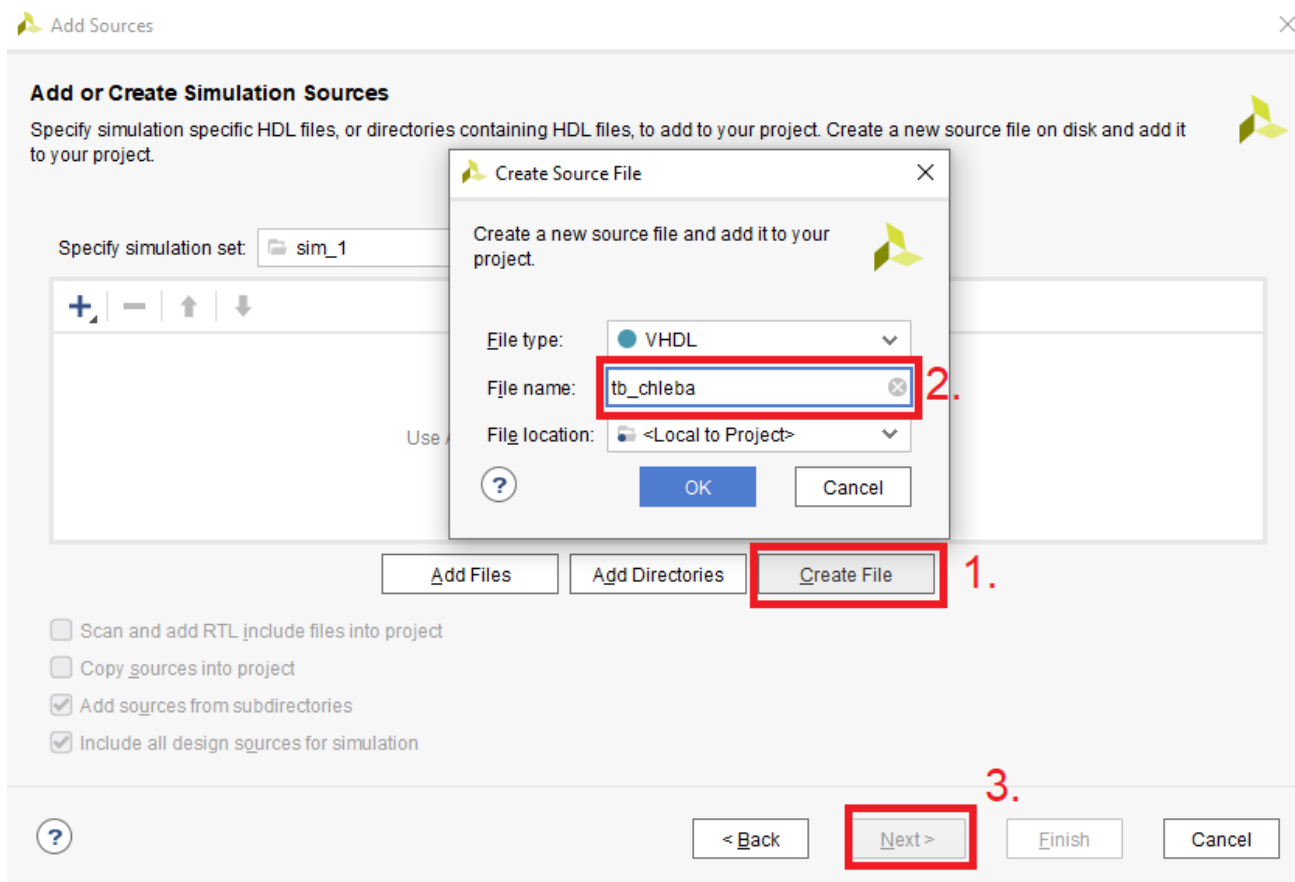 Add Sources
Add or Create Simulation Sources
Specify simulation specific HDL files, or directories containing HDL files, to add to your project. Create a new source file on disk and add it
to your project.
Create Source File
Create a new source file and add it to your
project.
Specify simulation set: sim_1
File type: VHDL
File name: tb_chleba 2.
Use
File location: <Local to Project>
? OK Cancel
Add Files Add Directories Create File 1.
Scan and add RTL include files into project
Copy sources into project
Add sources from subdirectories
Include all design sources for simulation
3.
? < Back Next > Finish Cancel